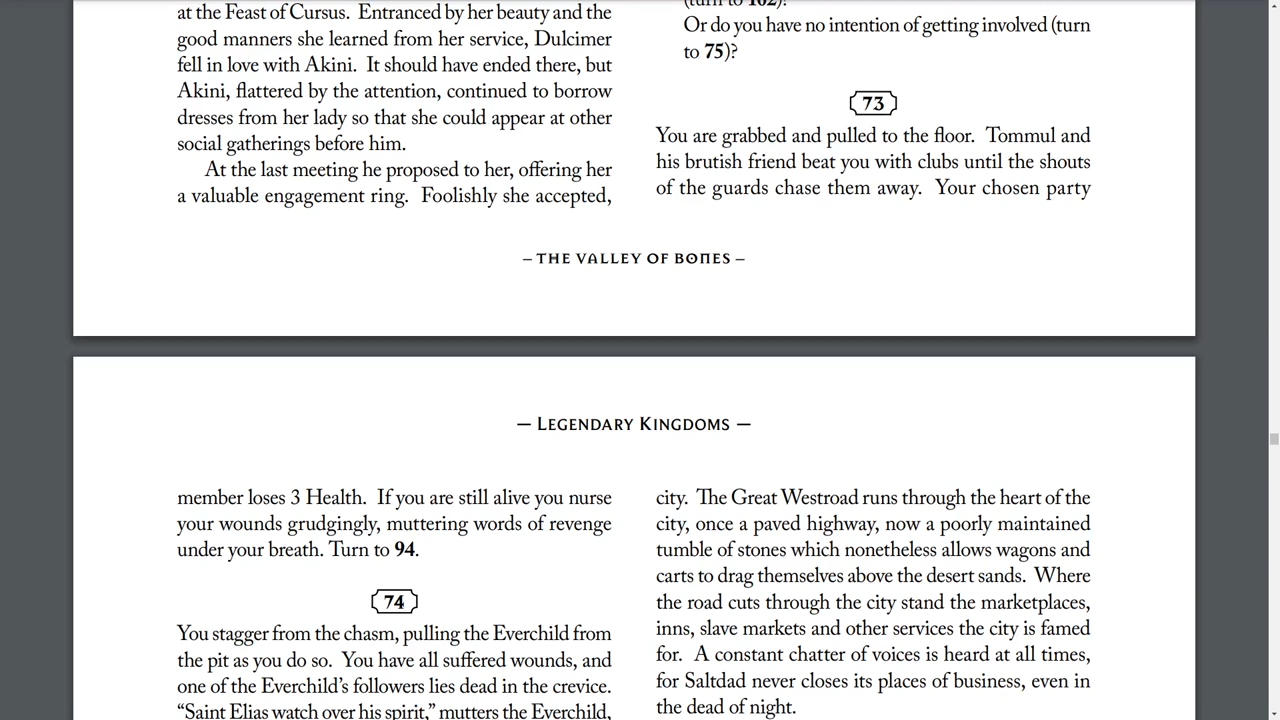 at the Feast of Cursus. Entranced by her beauty and the
good manners she learned from her service, Dulcimer
fell in love with Akini. It should have ended there, but
Akini, flattered by the attention, continued to borrow
dresses from her lady so that she could appear at other
social gatherings before him.
At the last meeting he proposed to her, offering her
a valuable engagement ring. Foolishly she accepted,
(turn to 162)?
Or do you have no intention of getting involved (turn
to 75)?
73
You are grabbed and pulled to the floor. Tommul and
his brutish friend beat you with clubs until the shouts
of the guards chase them away. Your chosen party
– THE VALLEY OF BONES –
— LEGENDARY KINGDOMS —
member loses 3 Health. If you are still alive you nurse
your wounds grudgingly, muttering words of revenge
under your breath. Turn to 94.
74
You stagger from the chasm, pulling the Everchild from
the pit as you do so. You have all suffered wounds, and
one of the Everchild's followers lies dead in the crevice.
“Saint Elias watch over his spirit,” mutters the Everchild,
city. The Great Westroad runs through the heart of the
city, once a paved highway, now a poorly maintained
tumble of stones which nonetheless allows wagons and
carts to drag themselves above the desert sands. Where
the road cuts through the city stand the marketplaces,
inns, slave markets and other services the city is famed
for. A constant chatter of voices is heard at all times,
for Saltdad never closes its places of business, even in
the dead of night.